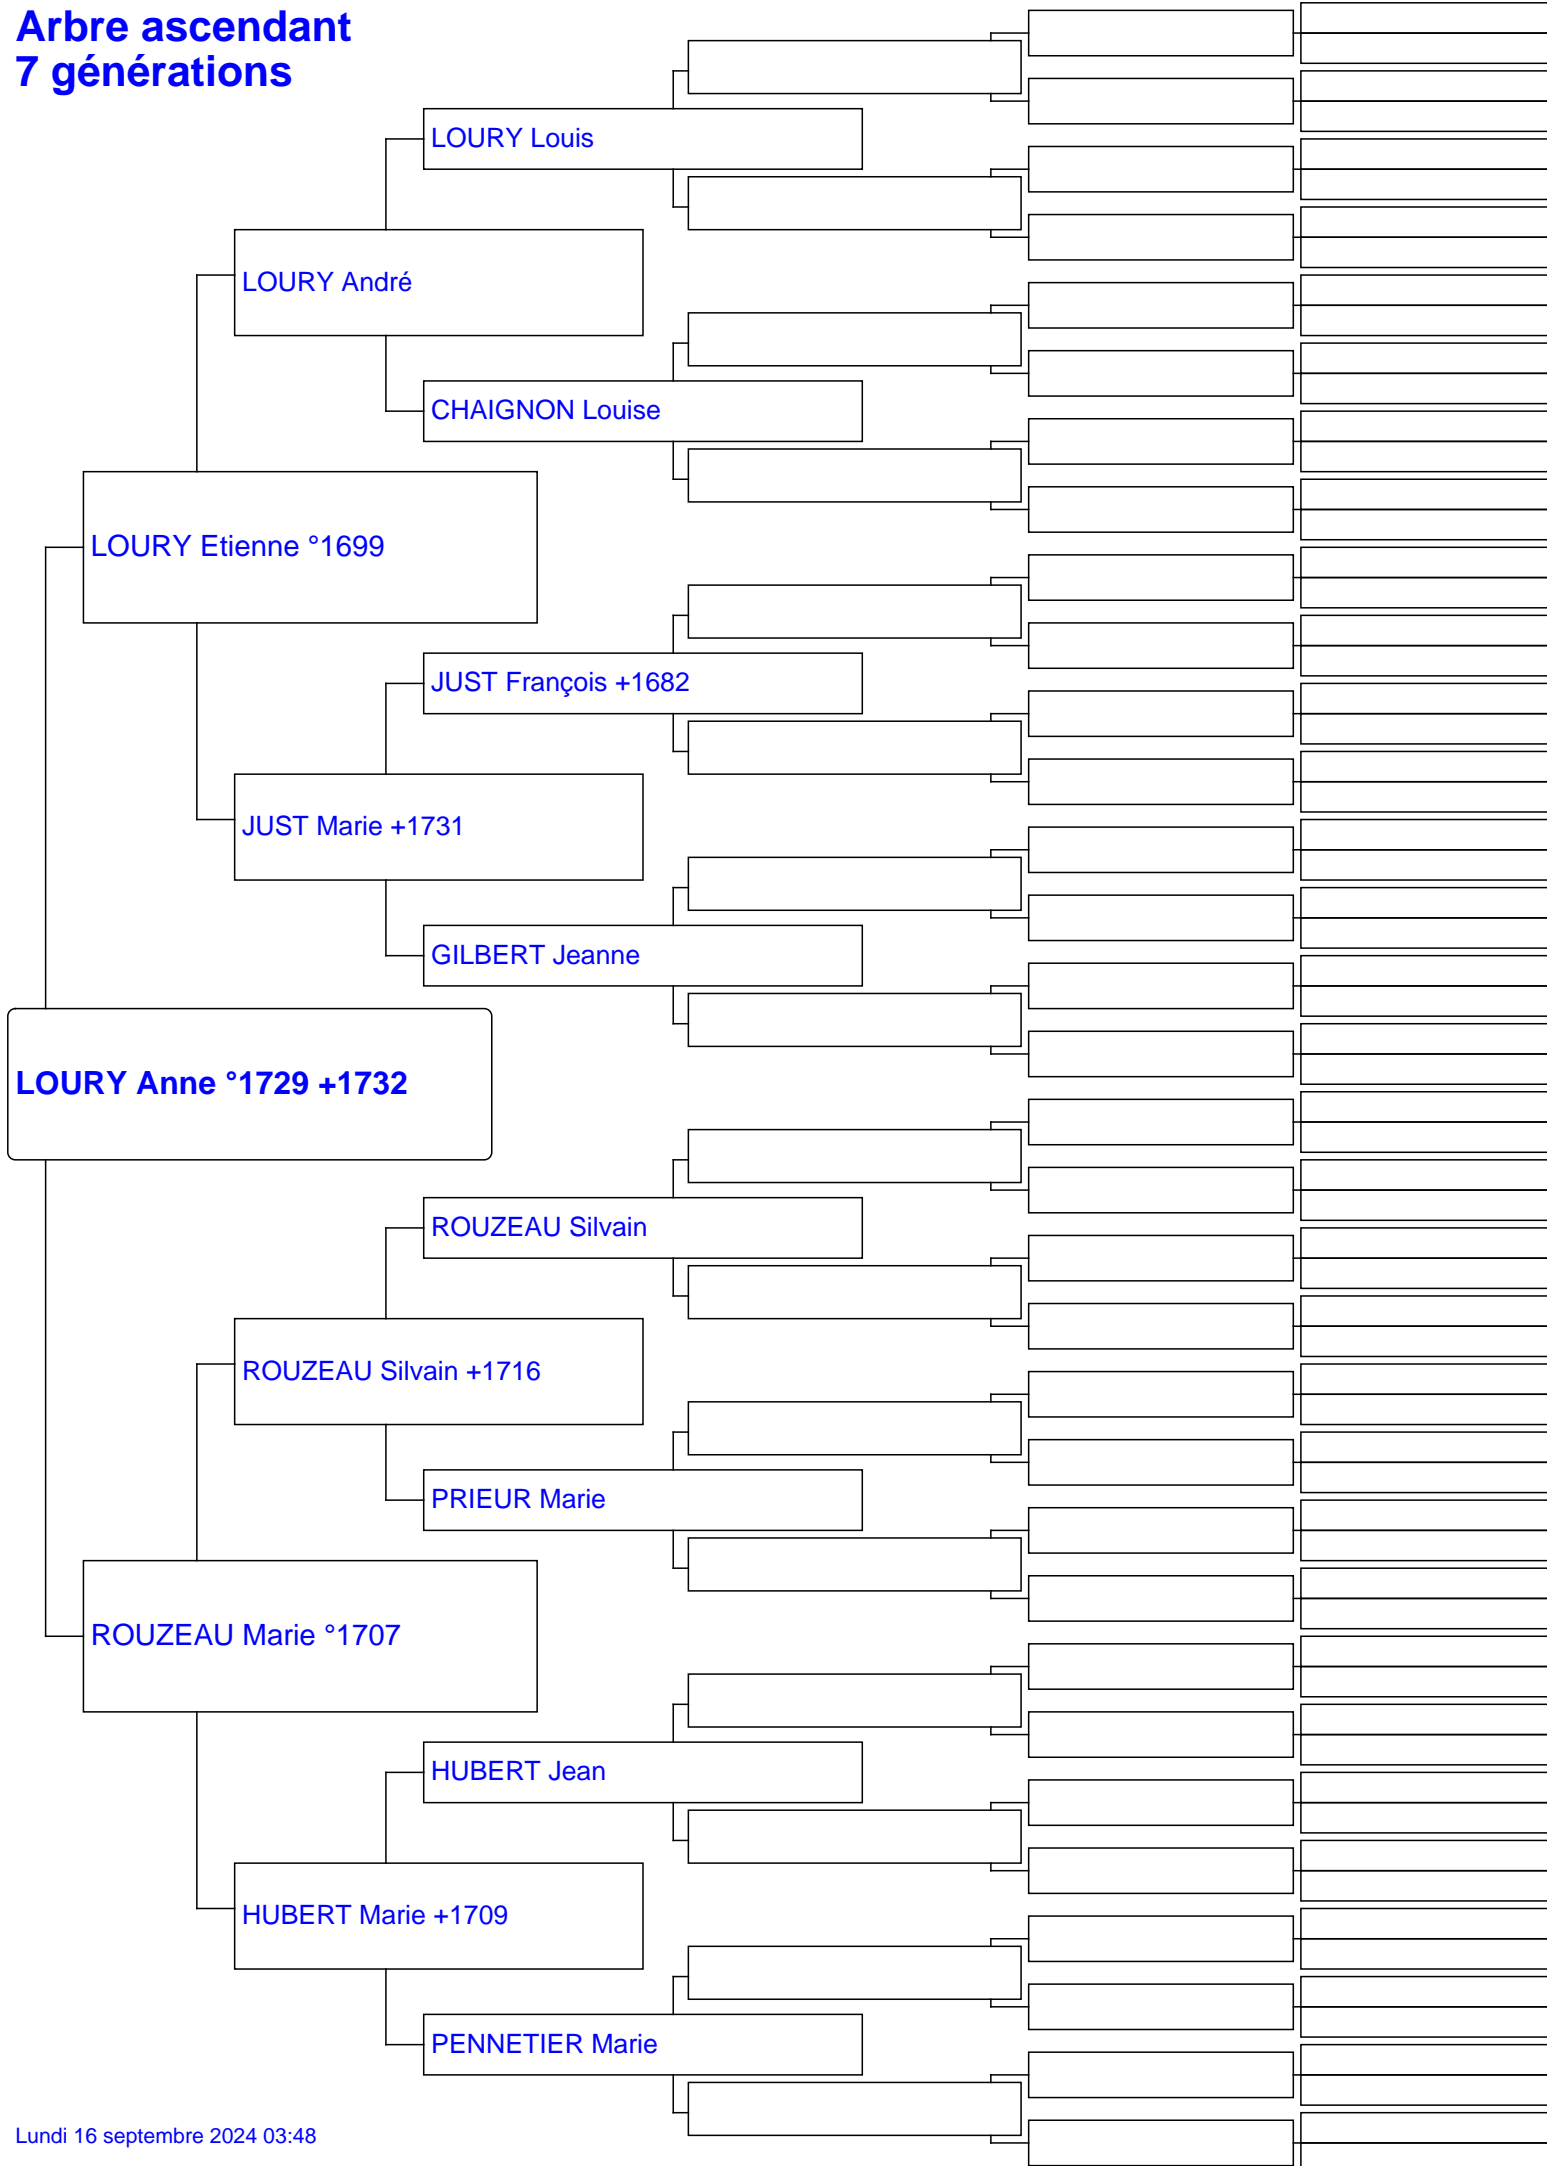 Arbre ascendant
7 générations
LOURY Louis
LOURY André
CHAIGNON Louise
LOURY Etienne °1699
JUST François +1682
JUST Marie +1731
GILBERT Jeanne
LOURY Anne °1729 +1732
ROUZEAU Silvain
ROUZEAU Silvain +1716
PRIEUR Marie
ROUZEAU Marie °1707
HUBERT Jean
HUBERT Marie +1709
PENNETIER Marie
Lundi 16 septembre 2024 03:48